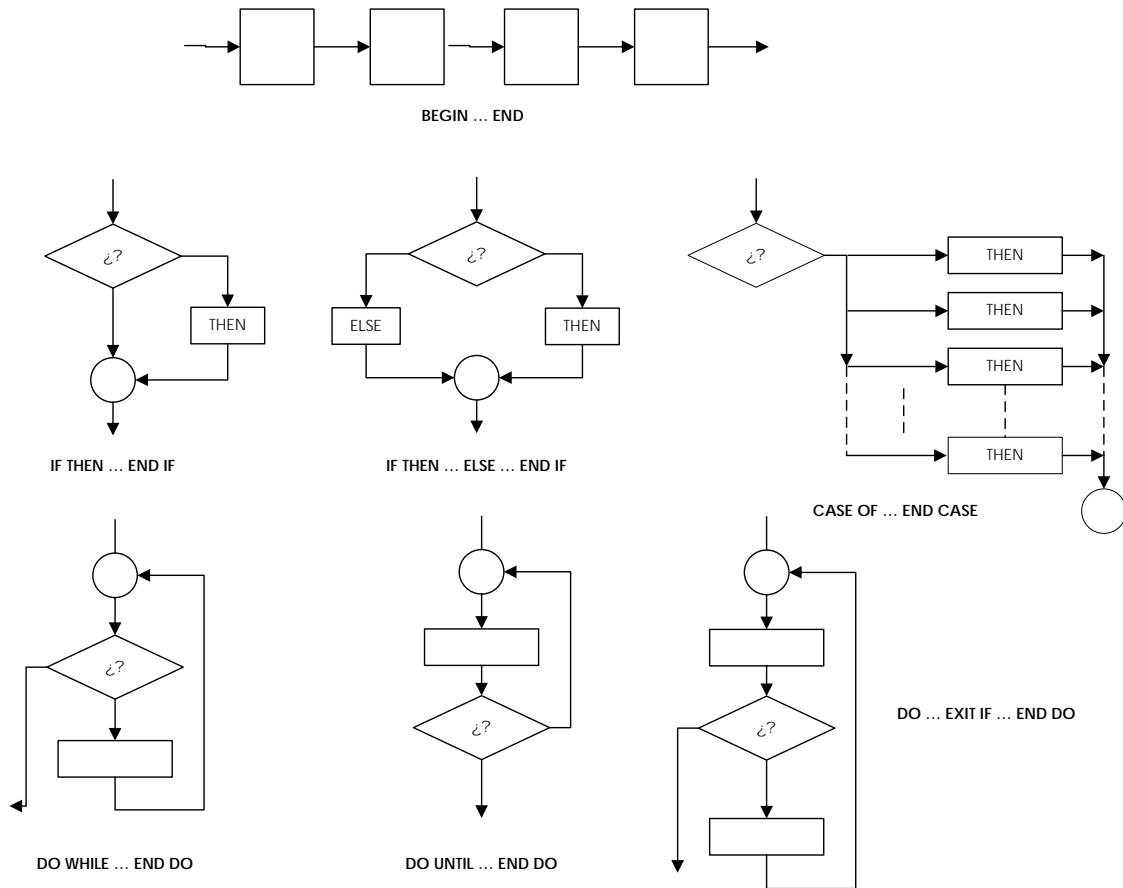 BEGIN … END
¿?
THEN
IF THEN … END IF
¿?
ELSE
THEN
IF THEN … ELSE … END IF
¿?
THEN
THEN
THEN
THEN
CASE OF … END CASE
¿?
DO WHILE … END DO
¿?
DO UNTIL … END DO
¿?
DO … EXIT IF … END DO